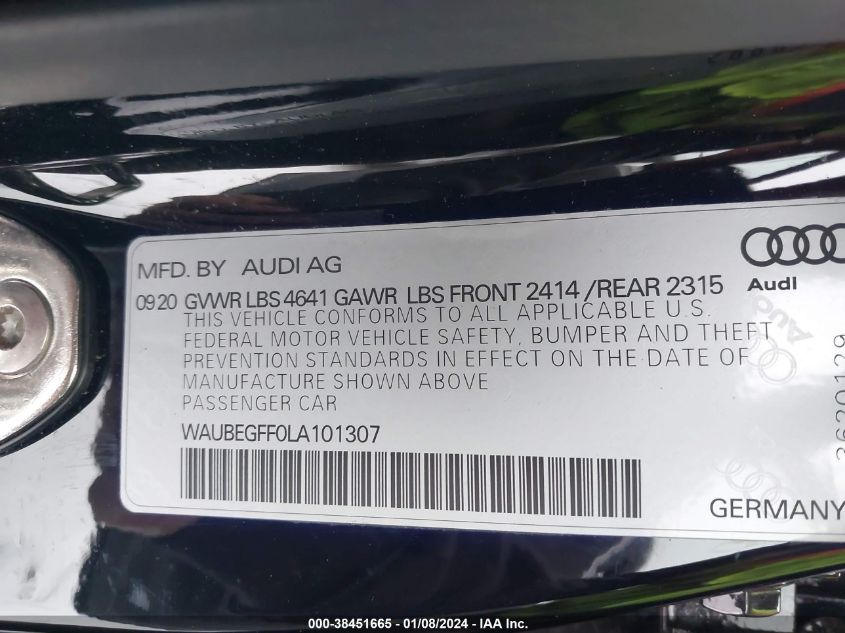 MFD. BY AUDI AG
0920 GVWR LBS 4641 GAWR LBS FRONT 2414 /REAR 2315
THIS VEHICLE CONFORMS TO ALL APPLICABLE U.S.
FEDERAL MOTOR VEHICLE SAFETY, BUMPER AND THEFT
PREVENTION STANDARDS IN EFFECT ON THE DATE OF
MANUFACTURE SHOWN ABOVE
PASSENGER CAR
WAUBEGFF0LA101307
Audi
Audi
3620129
GERMANY
000-38451665 - 01/08/2024 - IAA Inc.